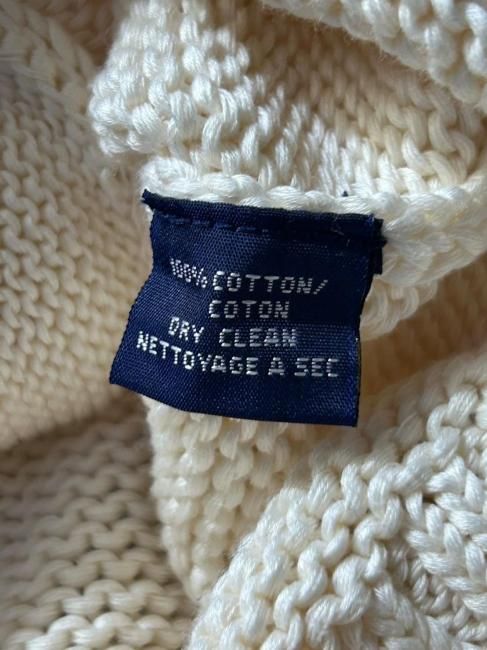 100% COTTON/
COTON
DRY CLEAN
NETTOYAGE A SEC